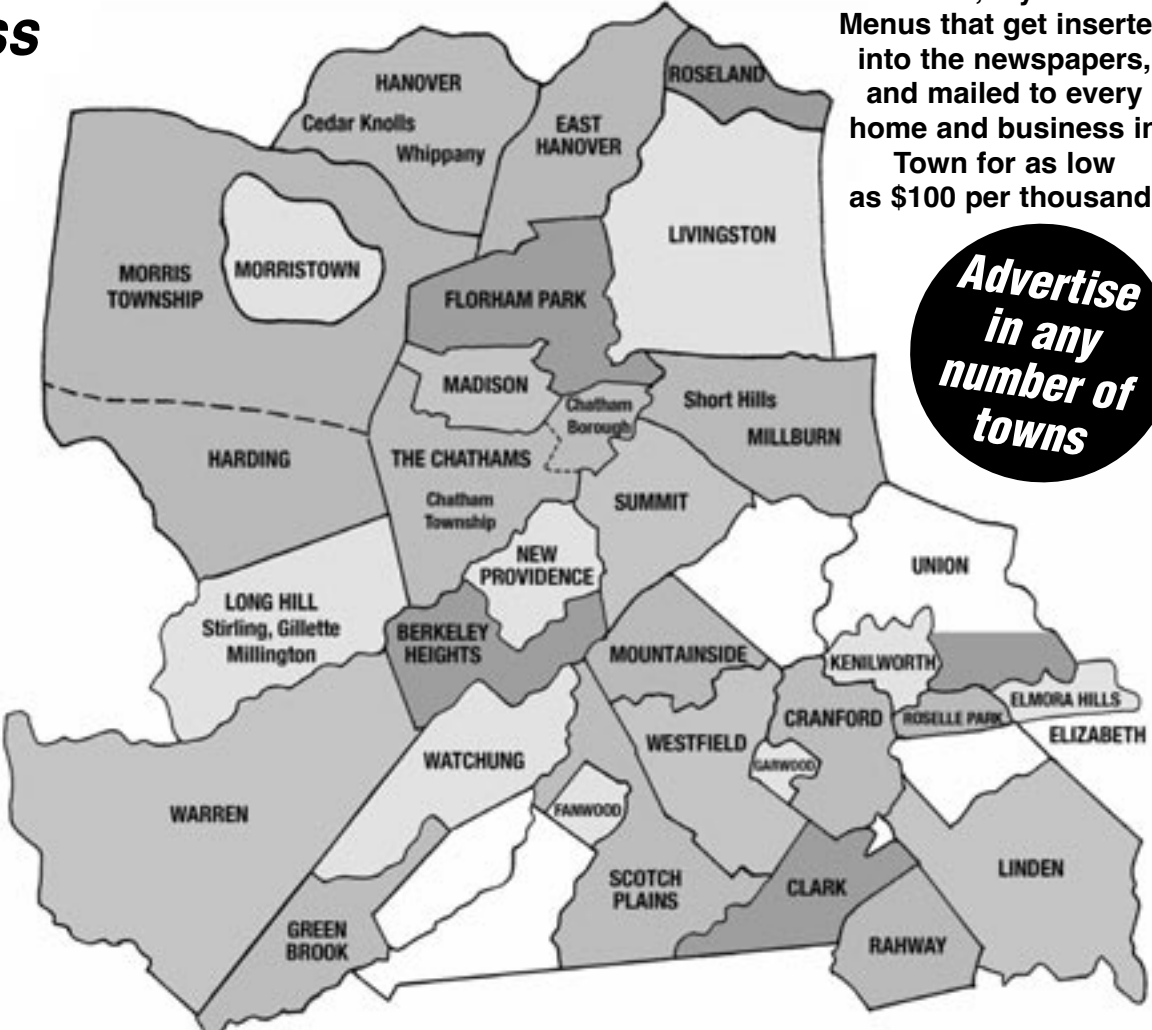 ss
Menus that get inserte
into the newspapers,
and mailed to every
home and business in
Town for as low
as $100 per thousand
Advertise
in any
number of
towns
HANOVER
Cedar Knolls
Whippany
EAST
HANOVER
ROSELAND
LIVINGSTON
MORRIS
TOWNSHIP
MORRISTOWN
FLORHAM PARK
MADISON
Chatham
Borough
Short Hills
MILLBURN
HARDING
THE CHATHAMS
Chatham
Township
SUMMIT
NEW
PROVIDENCE
UNION
LONG HILL
Stirling, Gillette
Millington
BERKELEY
HEIGHTS
MOUNTAINSIDE
KENILWORTH
ELMORA HILLS
ELIZABETH
ROSELLE PARK
CRANFORD
WESTFIELD
GARWOOD
WATCHUNG
WARREN
FANWOOD
SCOTCH
PLAINS
CLARK
LINDEN
GREEN
BROOK
RAHWAY